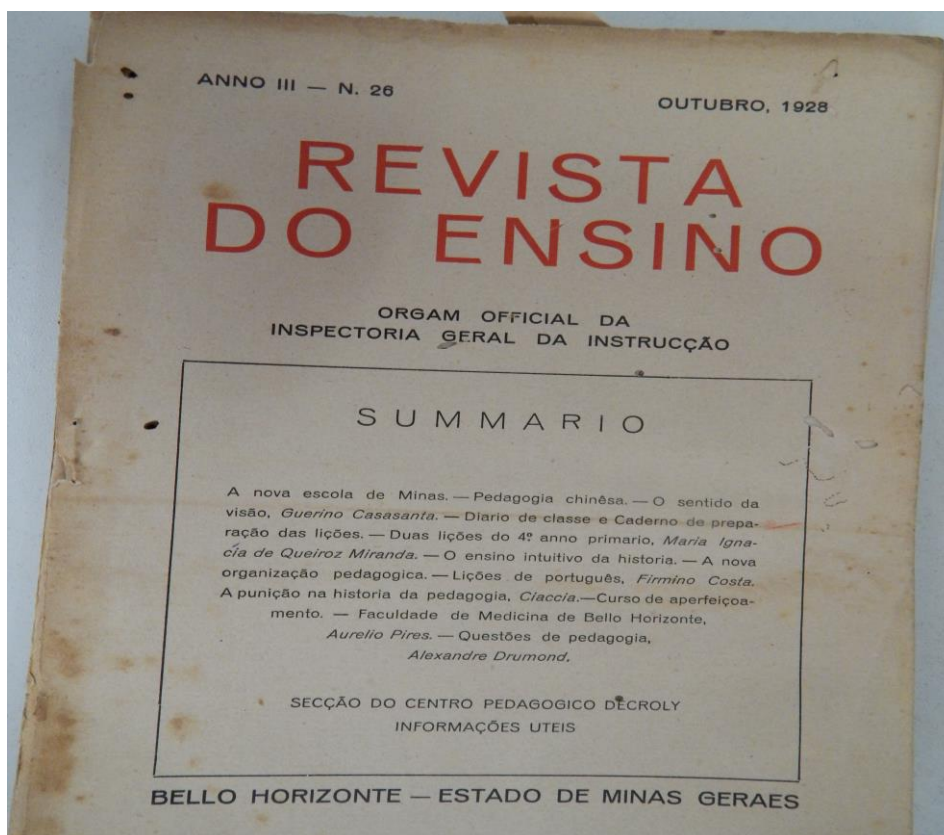 ANNO III — N. 26
OUTUBRO, 1928
REVISTA
DO ENSINO
ORGAM OFFICIAL DA
INSPECTORIA GERAL DA INSTRUCÇÃO
SUMMARIO
A nova escola de Minas. — Pedagogia chinêsa. — O sentido da
visão, Guerino Casasanta. — Diario de classe e Caderno de prepa-
ração das lições. — Duas lições do 4º anno primario, Maria Igna-
cia de Queiroz Miranda. — O ensino intuitivo da historia. — A nova
organização pedagogica. — Lições de português, Firmino Costa.
A punição na historia da pedagogia, Ciaccia. — Curso de aperfeiçoa-
mento. — Faculdade de Medicina de Bello Horizonte,
Aurelio Pires. — Questões de pedagogia,
Alexandre Drumond.
SECÇÃO DO CENTRO PEDAGOGICO DECROLY
INFORMAÇÕES UTEIS
BELLO HORIZONTE — ESTADO DE MINAS GERAES